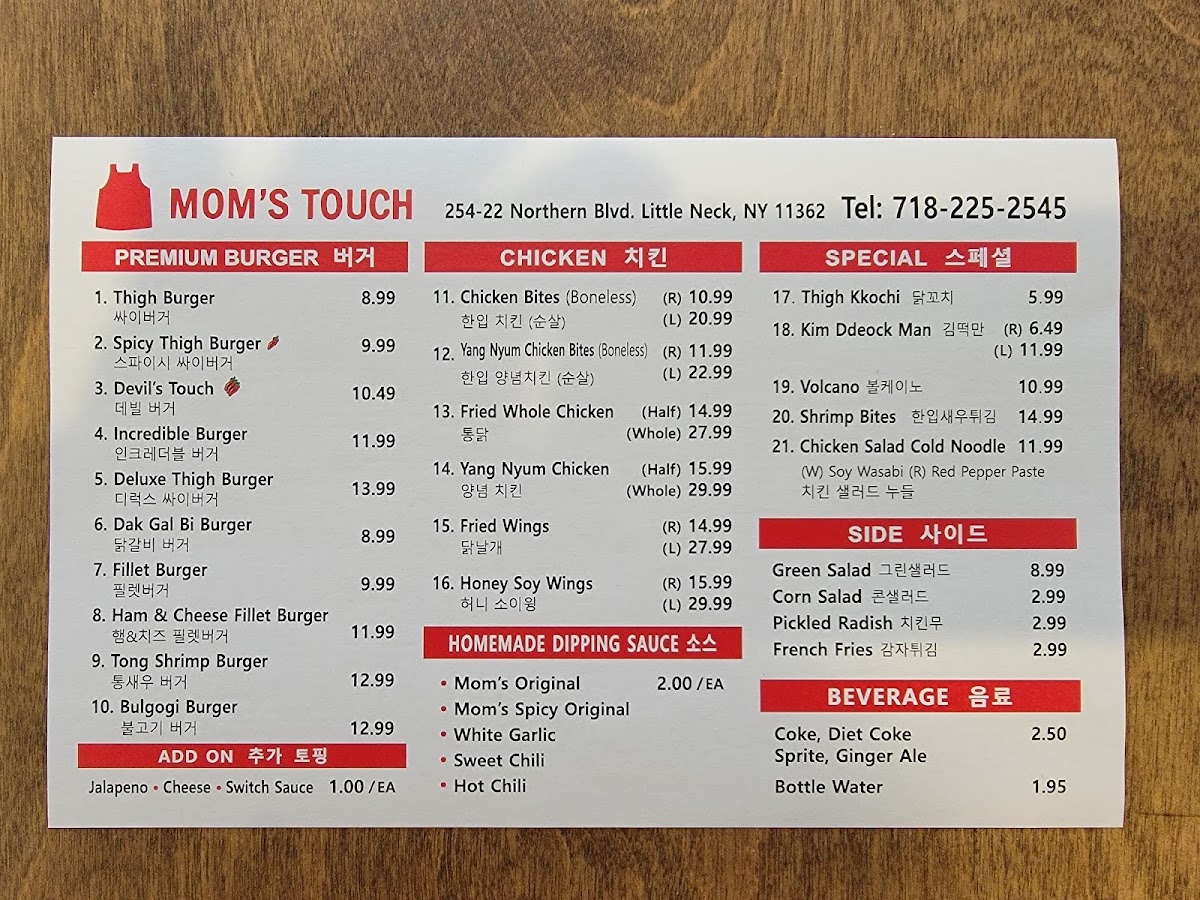 MOM'S TOUCH 254-22 Northern Blvd. Little Neck, NY 11362 Tel: 718-225-2545
PREMIUM BURGER 버거
1. Thigh Burger 8.99
싸이버거
2. Spicy Thigh Burger 9.99
스파이시 싸이버거
3. Devil's Touch 10.49
데빌 버거
4. Incredible Burger 11.99
인크레더블 버거
5. Deluxe Thigh Burger 13.99
디럭스 싸이버거
6. Dak Gal Bi Burger 8.99
닭갈비 버거
7. Fillet Burger 9.99
필렛버거
8. Ham & Cheese Fillet Burger 11.99
햄&치즈 필렛버거
9. Tong Shrimp Burger 12.99
통새우 버거
10. Bulgogi Burger 12.99
불고기 버거
ADD ON 추가 토핑
Jalapeno • Cheese • Switch Sauce 1.00 / EA
CHICKEN 치킨
11. Chicken Bites (Boneless) (R) 10.99
한입 치킨 (순살) (L) 20.99
12. Yang Nyum Chicken Bites (Boneless) (R) 11.99
한입 양념치킨 (순살) (L) 22.99
13. Fried Whole Chicken (Half) 14.99
통닭 (Whole) 27.99
14. Yang Nyum Chicken (Half) 15.99
양념 치킨 (Whole) 29.99
15. Fried Wings (R) 14.99
닭날개 (L) 27.99
16. Honey Soy Wings (R) 15.99
허니 소이윙 (L) 29.99
HOMEMADE DIPPING SAUCE 소스
• Mom's Original 2.00 / EA
• Mom's Spicy Original
• White Garlic
• Sweet Chili
• Hot Chili
SPECIAL 스페셜
17. Thigh Kkochi 닭꼬치 5.99
18. Kim Ddeock Man 김떡만 (R) 6.49
(L) 11.99
19. Volcano 볼케이노 10.99
20. Shrimp Bites 한입새우튀김 14.99
21. Chicken Salad Cold Noodle 11.99
(W) Soy Wasabi (R) Red Pepper Paste
치킨 샐러드 누들
SIDE 사이드
Green Salad 그린샐러드 8.99
Corn Salad 콘샐러드 2.99
Pickled Radish 치킨무 2.99
French Fries 감자튀김 2.99
BEVERAGE 음료
Coke, Diet Coke 2.50
Sprite, Ginger Ale
Bottle Water 1.95